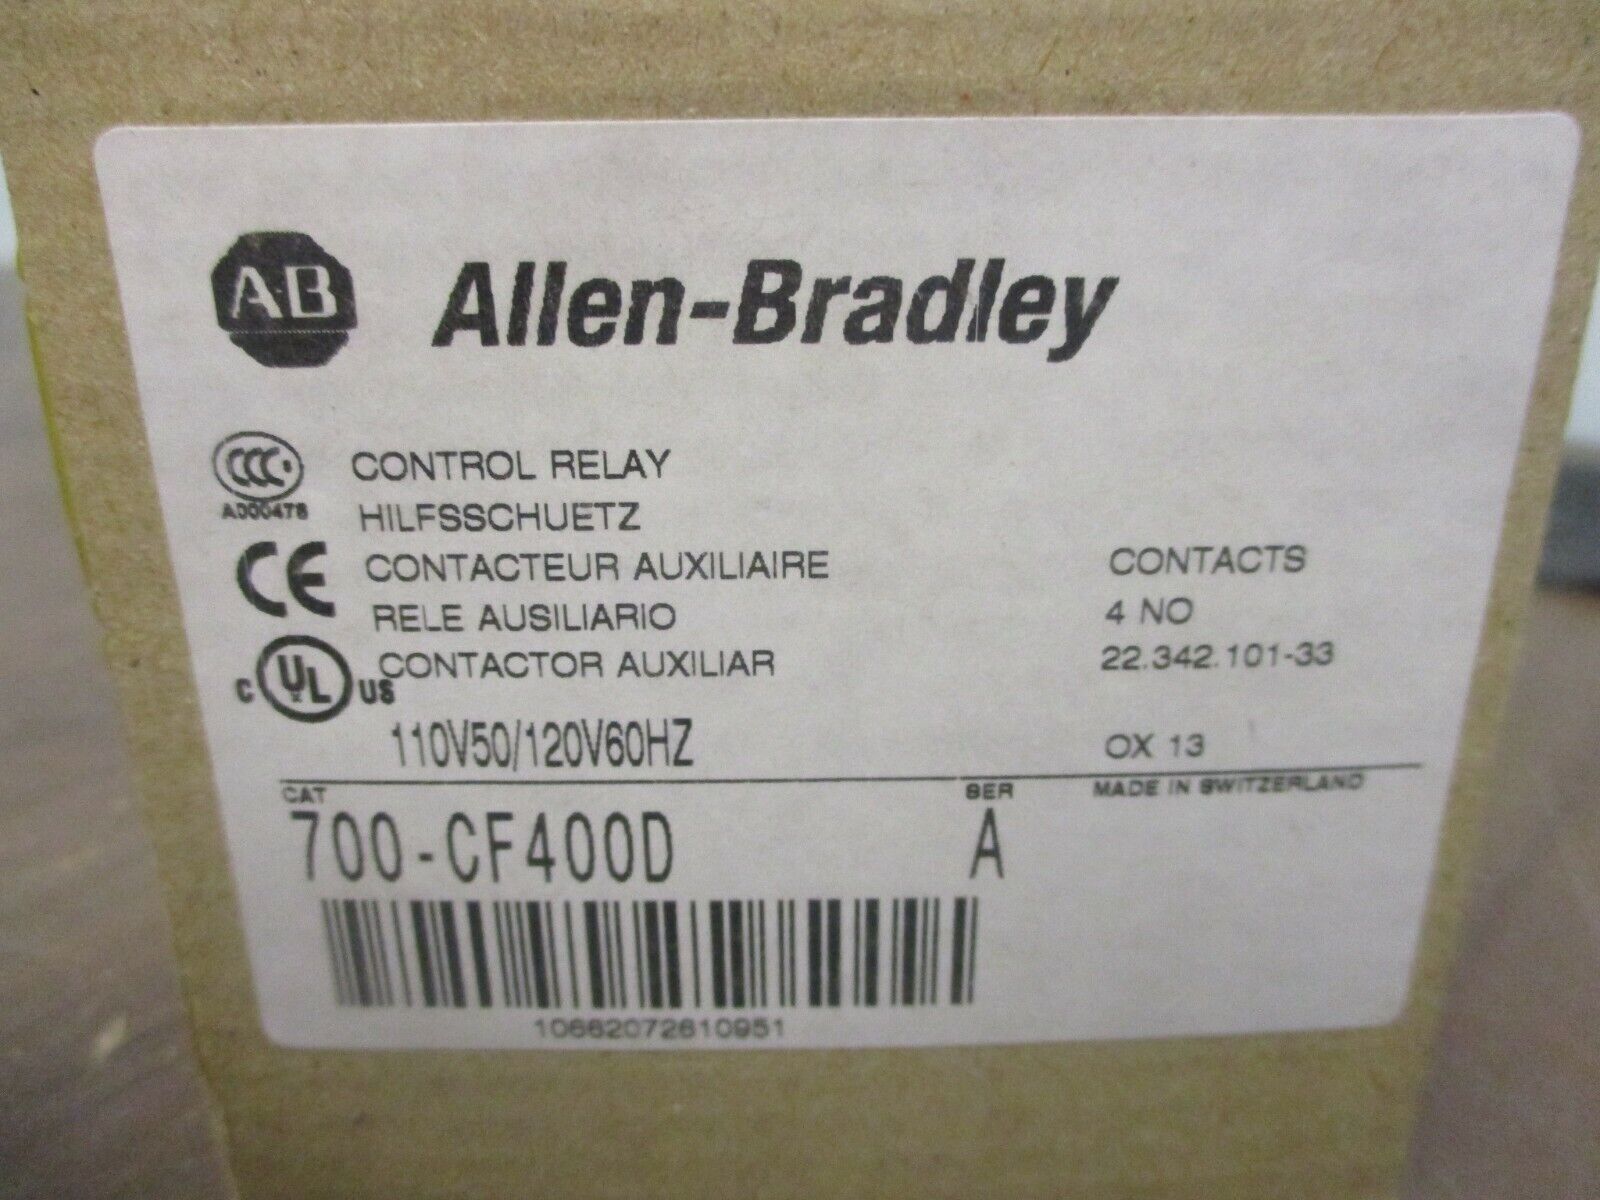 A-B Allen-Bradley
CCC
A000478
CONTROL RELAY
HILFSSCHUETZ
CE
CONTACTEUR AUXILIAIRE
RELE AUSILIARIO
C UL US
CONTACTOR AUXILIAR
110V50/120V60HZ
CONTACTS
4 NO
22.342.101-33
OX 13
CAT
SER
MADE IN SWITZERLAND
700-CF400D
A
10662072610951